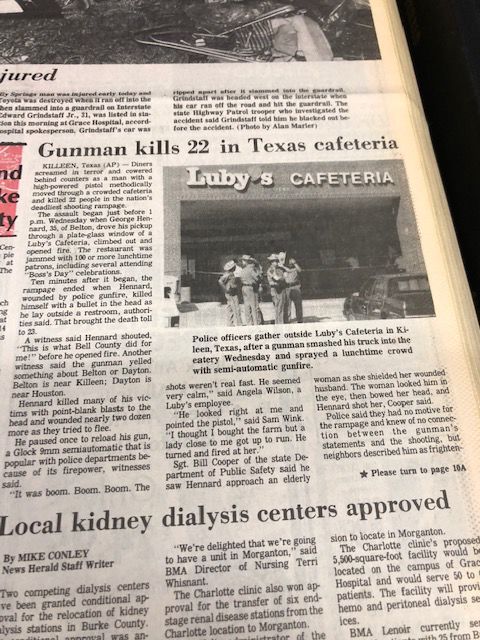 jured
By Springs man was injured early today and
Toyota was destroyed when it ran off into the
when slammed into a guardrail on Interstate
Edward Grindstaff Jr., 31, was listed in sta-
tion this morning at Grace Hospital, accord-
ospital spokesperson. Grindstaff's car was
ripped apart after it slammed into the guardrail.
Grindstaff was headed west on the interstate when
his car ran off the road and hit the guardrail. The
state Highway Patrol trooper who investigated the
accident said Grindstaff told him he blacked out be-
fore the accident. (Photo by Alan Marler)
nd
ke
ty
Cen-
pie
at
The
Gunman kills 22 in Texas cafeteria
KILLEEN, Texas (AP) — Diners
screamed in terror and cowered
behind counters as a man with a
high-powered pistol methodically
moved through a crowded cafeteria
and killed 22 people in the nation's
deadliest shooting rampage.
The assault began just before 1
p.m. Wednesday when George Hen-
nard, 35, of Belton, drove his pickup
through a plate-glass window of a
Luby's Cafeteria, climbed out and
opened fire. The restaurant was
jammed with 100 or more lunchtime
patrons, including several attending
"Boss's Day" celebrations.
Ten minutes after it began, the
rampage ended when Hennard,
wounded by police gunfire, killed
himself with a bullet in the head as
he lay outside a restroom, authori-
ties said. That brought the death toll
to 23.
A witness said Hennard shouted,
"This is what Bell County did for
me!" before he opened fire. Another
witness said the gunman yelled
something about Belton or Dayton.
Belton is near Killeen; Dayton is
near Houston.
Hennard killed many of his vic-
tims with point-blank blasts to the
head and wounded nearly two dozen
more as they tried to flee.
He paused once to reload his gun,
a Glock 9mm semiautomatic that is
popular with police departments be-
cause of its firepower, witnesses
said.
"It was boom. Boom. Boom. The
Luby's CAFETERIA
Police officers gather outside Luby's Cafeteria in Ki-
leen, Texas, after a gunman smashed his truck into the
eatery Wednesday and sprayed a lunchtime crowd
with semi-automatic gunfire.
shots weren't real fast. He seemed
very calm," said Angela Wilson, a
Luby's employee.
"He looked right at me and
pointed the pistol," said Sam Wink.
"I thought I bought the farm but a
lady close to me got up to run. He
turned and fired at her."
Sgt. Bill Cooper of the state De-
partment of Public Safety said he
saw Hennard approach an elderly
woman as she shielded her wounded
husband. The woman looked him in
the eye, then bowed her head, and
Hennard shot her, Cooper said.
Police said they had no motive for
the rampage and knew of no connec-
tion between the gunman's
statements and the shooting, but
neighbors described him as frighten-
★ Please turn to page 10A
Local kidney dialysis centers approved
By MIKE CONLEY
News Herald Staff Writer
Two competing dialysis centers
have been granted conditional ap-
proval for the relocation of kidney
alysis stations in Burke County.
"We're delighted that we're going
to have a unit in Morganton," said
BMA Director of Nursing Terri
Whisnant.
The Charlotte clinic also won ap-
proval for the transfer of six end-
stage renal disease stations from the
Charlotte location to Morganton.
sion to locate in Morganton.
The Charlotte clinic's proposed
5,500-square-foot facility would be
located on the campus of Grace
Hospital and would serve 50 to
patients. The facility will provi
hemo and peritoneal dialysis se
ices.
BMA Lenoir currently se